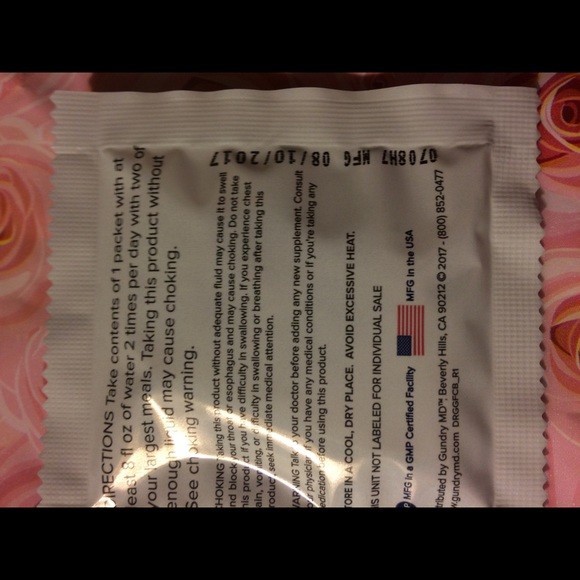 DIRECTIONS Take contents of 1 packet with at
least 8 fl oz of water 2 times per day with two of
your largest meals. Taking this product without
enough liquid may cause choking.
See choking warning.
CHOKING Taking this product without adequate fluid may cause it to swell
and block your throat or esophagus and may cause choking. Do not take
this product if you have difficulty in swallowing. If you experience chest
pain, vomiting, or difficulty in swallowing or breathing after taking this
product, seek immediate medical attention.
WARNING Talk to your doctor before adding any new supplement. Consult
your physician if you have any medical conditions or if you're taking any
medication before using this product.
STORE IN A COOL, DRY PLACE. AVOID EXCESSIVE HEAT.
THIS UNIT NOT LABELED FOR INDIVIDUAL SALE
MFG in a GMP Certified Facility MFG in the USA
Distributed by Gundry MD™ Beverly Hills, CA 90212 © 2017 - (800) 852-0477
www.gundrymd.com DRGGFCB_R1
0708H7 MFG 08/10/2017